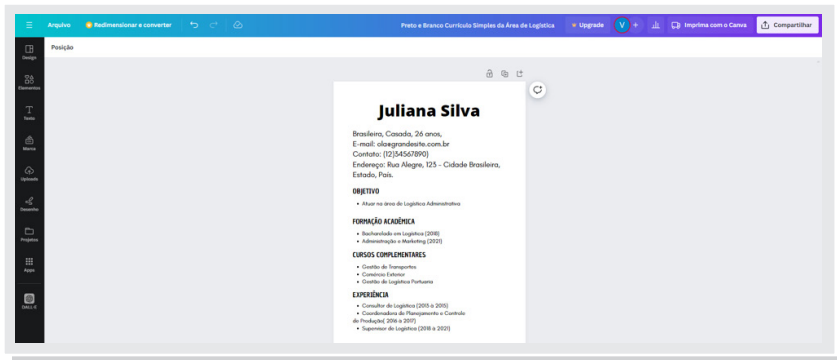 Arquivo Redimensionar e converter Preto e Branco Currículo Simples da Área de Logística Upgrade V + Imprima com o Canva Compartilhar
Posição
Design
Elementos
Texto
Marca
Uploads
Desenho
Projetos
Apps
DALL-E
Juliana Silva
Brasileira, Casada, 26 anos,
E-mail: ola@grandesite.com.br
Contato: (12)34567890)
Endereço: Rua Alegre, 123 - Cidade Brasileira,
Estado, País.
OBJETIVO
• Atuar na área de Logística Administrativa
FORMAÇÃO ACADÊMICA
• Bacharelado em Logística (2018)
• Administração e Marketing (2021)
CURSOS COMPLEMENTARES
• Gestão de Transportes
• Comércio Exterior
• Gestão de Logística Portuana
EXPERIÊNCIA
• Consultor de Logística (2013 à 2015)
• Coordenadora de Planejamento e Controle
de Produção( 2016 à 2017)
• Supervisor de Logística (2018 a 2021)